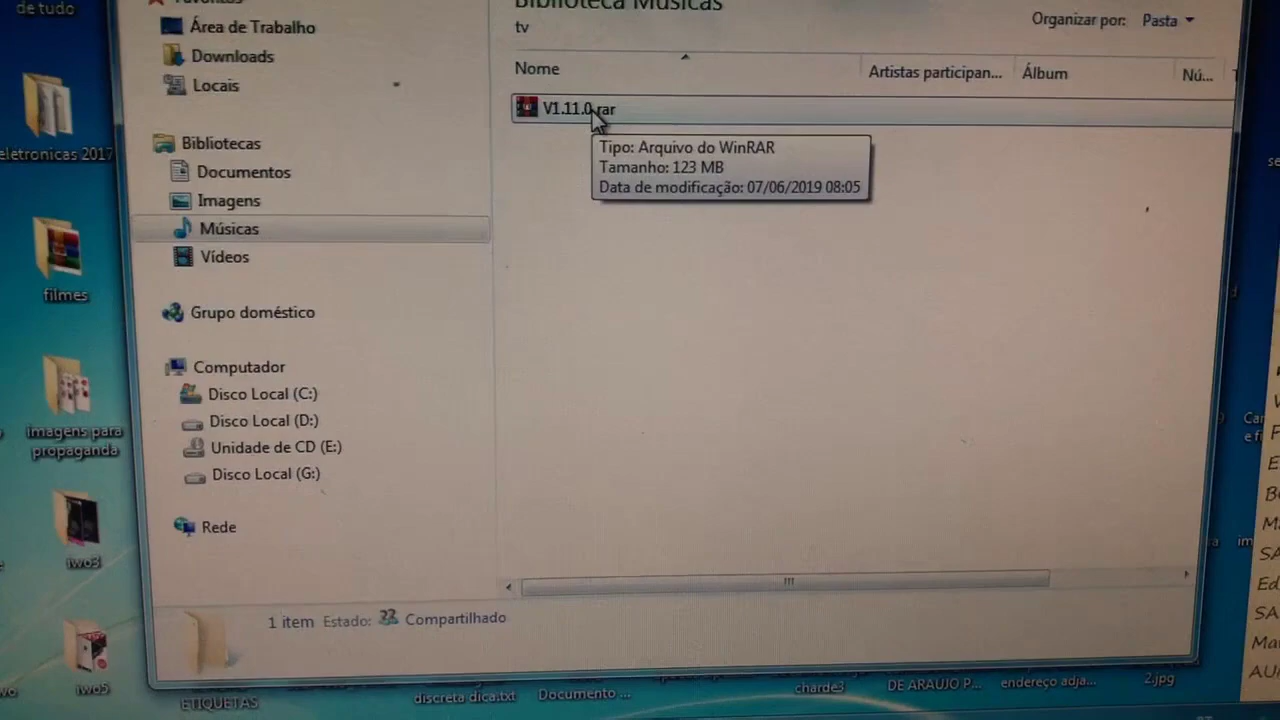 de tudo
Favoritos
Área de Trabalho
Downloads
Locais
Bibliotecas
Documentos
Imagens
Músicas
Vídeos
Grupo doméstico
Computador
Disco Local (C:)
Disco Local (D:)
Unidade de CD (E:)
Disco Local (G:)
Rede
Biblioteca Músicas
tv
Organizar por: Pasta
Nome
Artistas participan...
Álbum
Nú...
V1.11.0.rar
Tipo: Arquivo do WinRAR
Tamanho: 123 MB
Data de modificação: 07/06/2019 08:05
1 item Estado: Compartilhado
eletronicas 2017
filmes
imagens para
propaganda
iwo3
iwo5
ETIQUETAS
discreta dica.txt
Documento ...
charde3
DE ARAUJO P...
endereço adja...
2.jpg